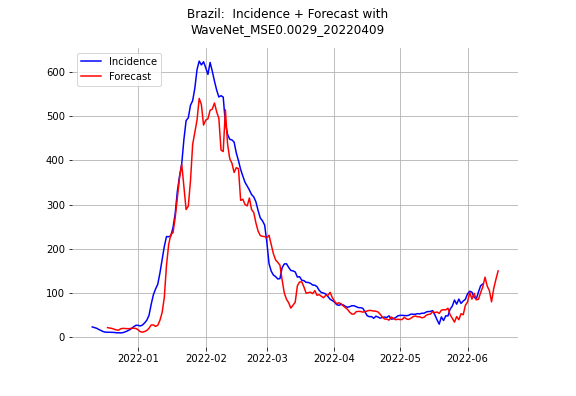 Brazil:  Incidence + Forecast with
WaveNet_MSE0.0029_20220409
Incidence
Forecast
600
500
400
300
200
100
0
2022-01 2022-02 2022-03 2022-04 2022-05 2022-06